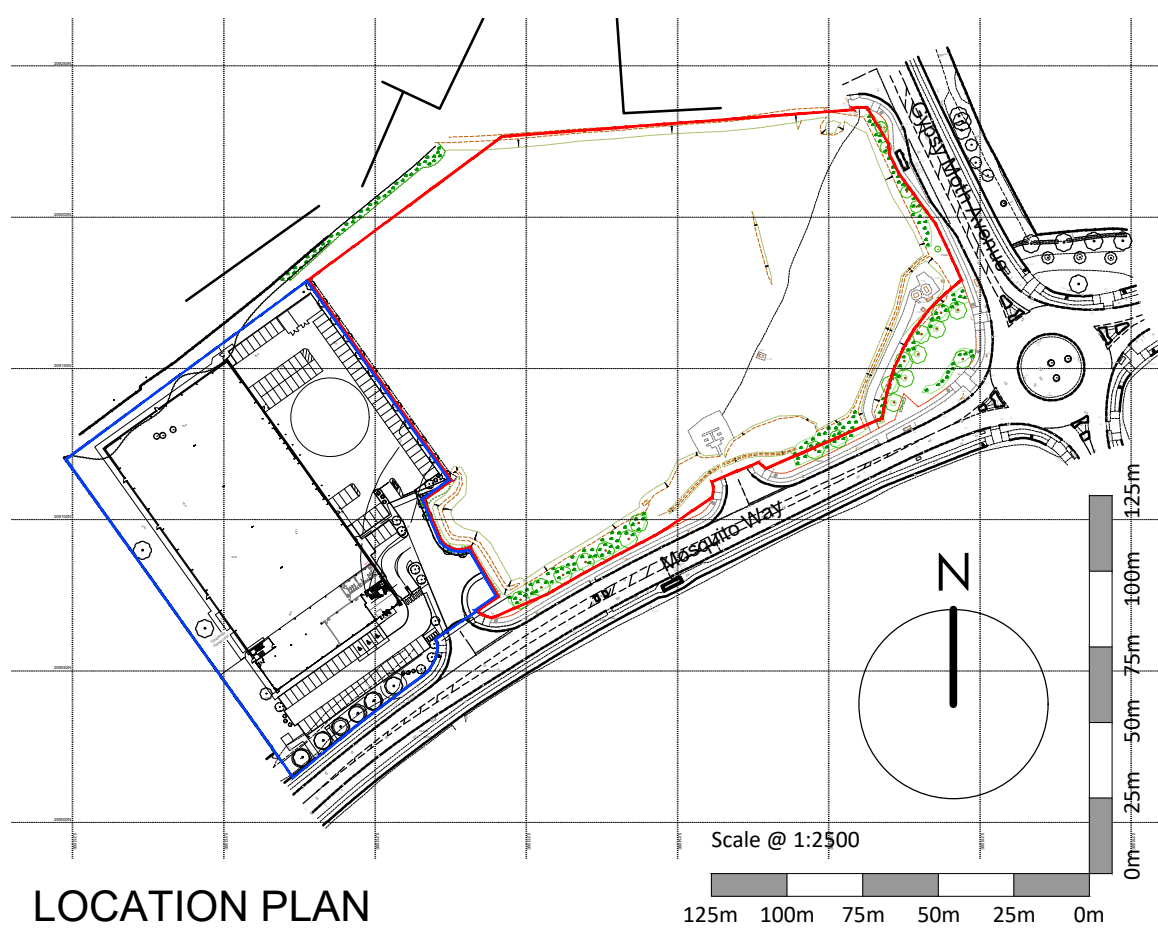 Gypsy Moth Avenue
Mosquito Way
N
Scale @ 1:2500
125m
100m
75m
50m
25m
0m
125m 100m 75m 50m 25m 0m
LOCATION PLAN